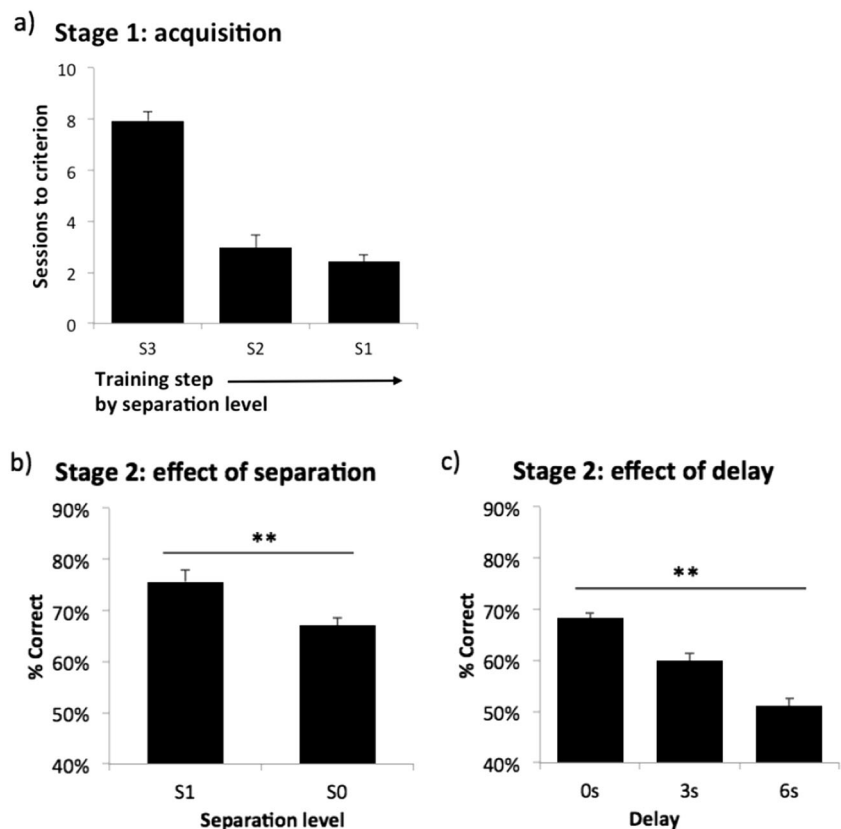 a) Stage 1: acquisition
10
8
6
4
2
0
Sessions to criterion
S3 S2 S1
Training step
by separation level
b) Stage 2: effect of separation
90%
80%
70%
60%
50%
40%
% Correct
**
S1 S0
Separation level
c) Stage 2: effect of delay
90%
80%
70%
60%
50%
40%
% Correct
**
0s 3s 6s
Delay